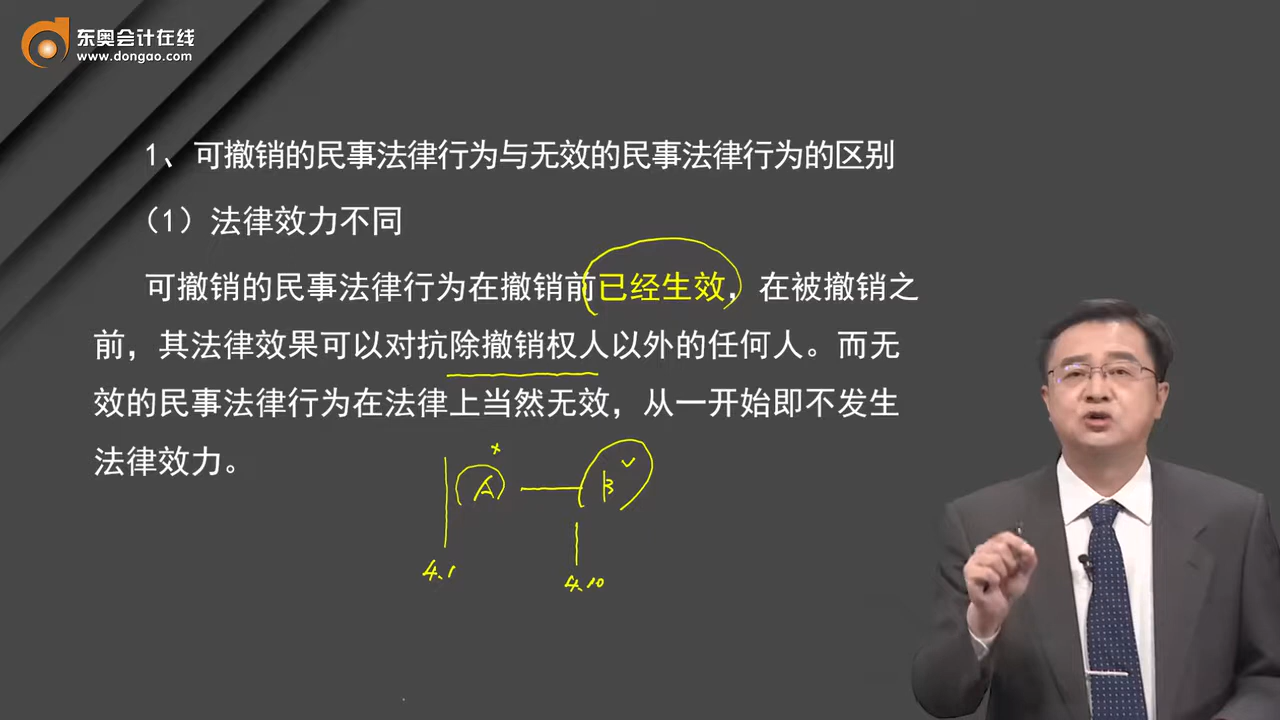 东奥会计在线
www.dongao.com
1、可撤销的民事法律行为与无效的民事法律行为的区别
（1）法律效力不同
可撤销的民事法律行为在撤销前已经生效，在被撤销之
前，其法律效果可以对抗除撤销权人以外的任何人。而无
效的民事法律行为在法律上当然无效，从一开始即不发生
法律效力。
A B
4.1 4.10